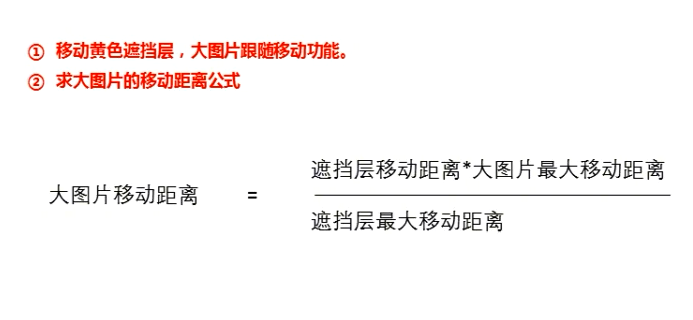 ① 移动黄色遮挡层，大图片跟随移动功能。
② 求大图片的移动距离公式
遮挡层移动距离*大图片最大移动距离
大图片移动距离 =
遮挡层最大移动距离